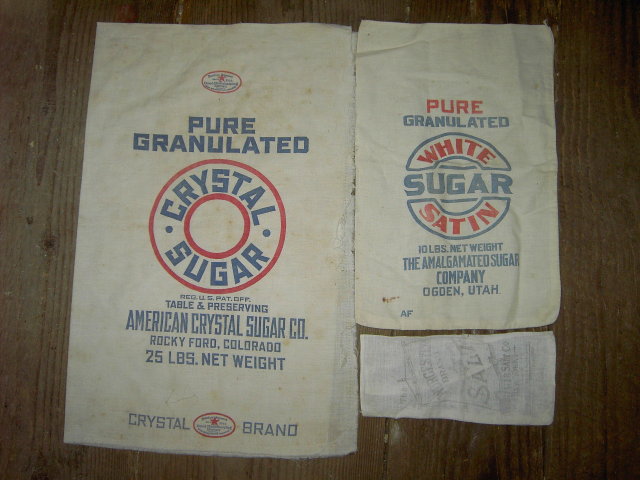 PURE
GRANULATED
CRYSTAL
SUGAR
REG. U.S. PAT. OFF.
TABLE & PRESERVING
AMERICAN CRYSTAL SUGAR CO.
ROCKY FORD, COLORADO
25 LBS. NET WEIGHT
CRYSTAL BRAND
PURE
GRANULATED
WHITE
SUGAR
SATIN
10 LBS. NET WEIGHT
THE AMALGAMATED SUGAR
COMPANY
OGDEN, UTAH.
AF
SALT